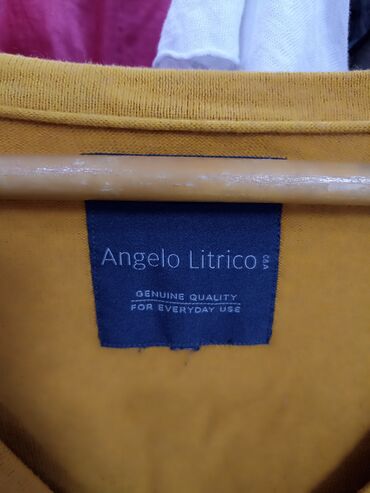 Angelo Litrico
C&A
GENUINE QUALITY
FOR EVERYDAY USE